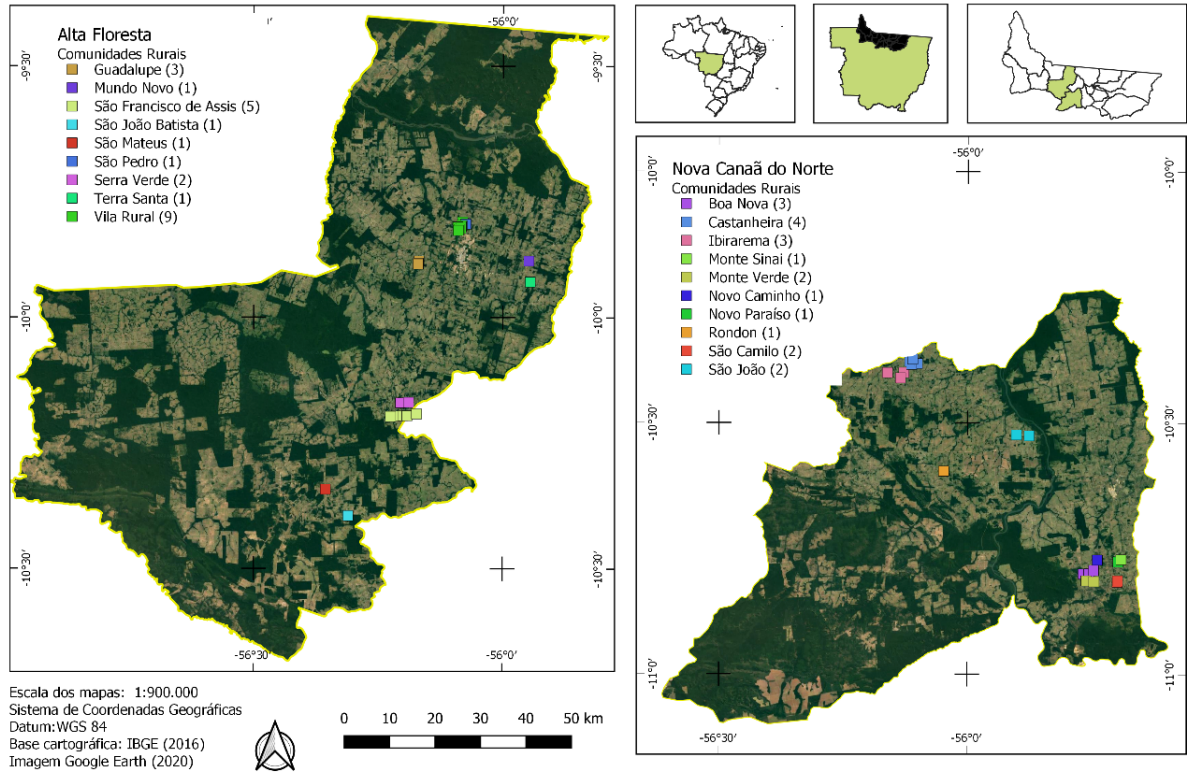 Alta Floresta
Comunidades Rurais
Guadalupe (3)
Mundo Novo (1)
São Francisco de Assis (5)
São João Batista (1)
São Mateus (1)
São Pedro (1)
Serra Verde (2)
Terra Santa (1)
Vila Rural (9)
-56°0'
-9°30'
-9°30'
-10°0'
-10°0'
-10°30'
-10°30'
-56°30'
-56°0'
Nova Canaã do Norte
Comunidades Rurais
Boa Nova (3)
Castanheira (4)
Ibirarema (3)
Monte Sinai (1)
Monte Verde (2)
Novo Caminho (1)
Novo Paraíso (1)
Rondon (1)
São Camilo (2)
São João (2)
-56°0'
-10°0'
-10°0'
-10°30'
-10°30'
-11°0'
-11°0'
-56°30'
-56°0'
Escala dos mapas: 1:900.000
Sistema de Coordenadas Geográficas
Datum:WGS 84
Base cartográfica: IBGE (2016)
Imagem Google Earth (2020)
0 10 20 30 40 50 km